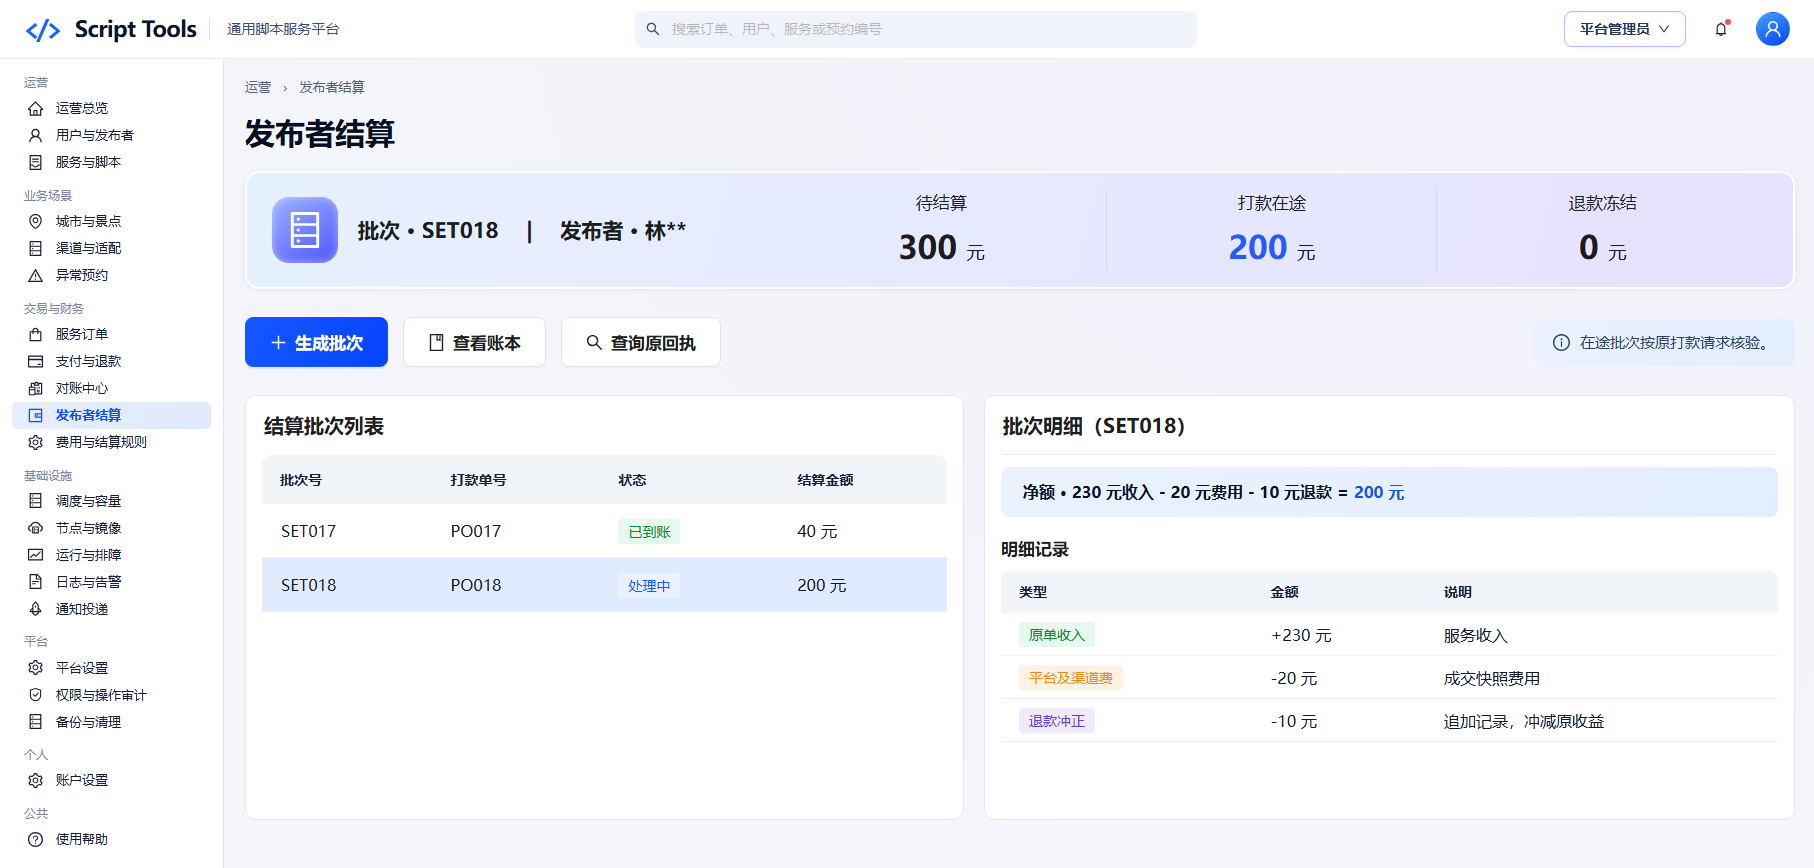 Script Tools 通用脚本服务平台 搜索订单、用户、服务或预约编号 平台管理员
运营
运营总览
用户与发布者
服务与脚本
业务场景
城市与景点
渠道与适配
异常预约
交易与财务
服务订单
支付与退款
对账中心
发布者结算
费用与结算规则
基础设施
调度与容量
节点与镜像
运行与排障
日志与告警
通知投递
平台
平台设置
权限与操作审计
备份与清理
个人
账户设置
公共
使用帮助
运营 › 发布者结算
发布者结算
批次 • SET018 | 发布者 • 林**
待结算
300 元
打款在途
200 元
退款冻结
0 元
生成批次 查看账本 查询原回执 在途批次按原打款请求核验。
结算批次列表
批次号 打款单号 状态 结算金额
SET017 PO017 已到账 40 元
SET018 PO018 处理中 200 元
批次明细（SET018）
净额 • 230 元收入 - 20 元费用 - 10 元退款 = 200 元
明细记录
类型 金额 说明
原单收入 +230 元 服务收入
平台及渠道费 -20 元 成交快照费用
退款冲正 -10 元 追加记录，冲减原收益